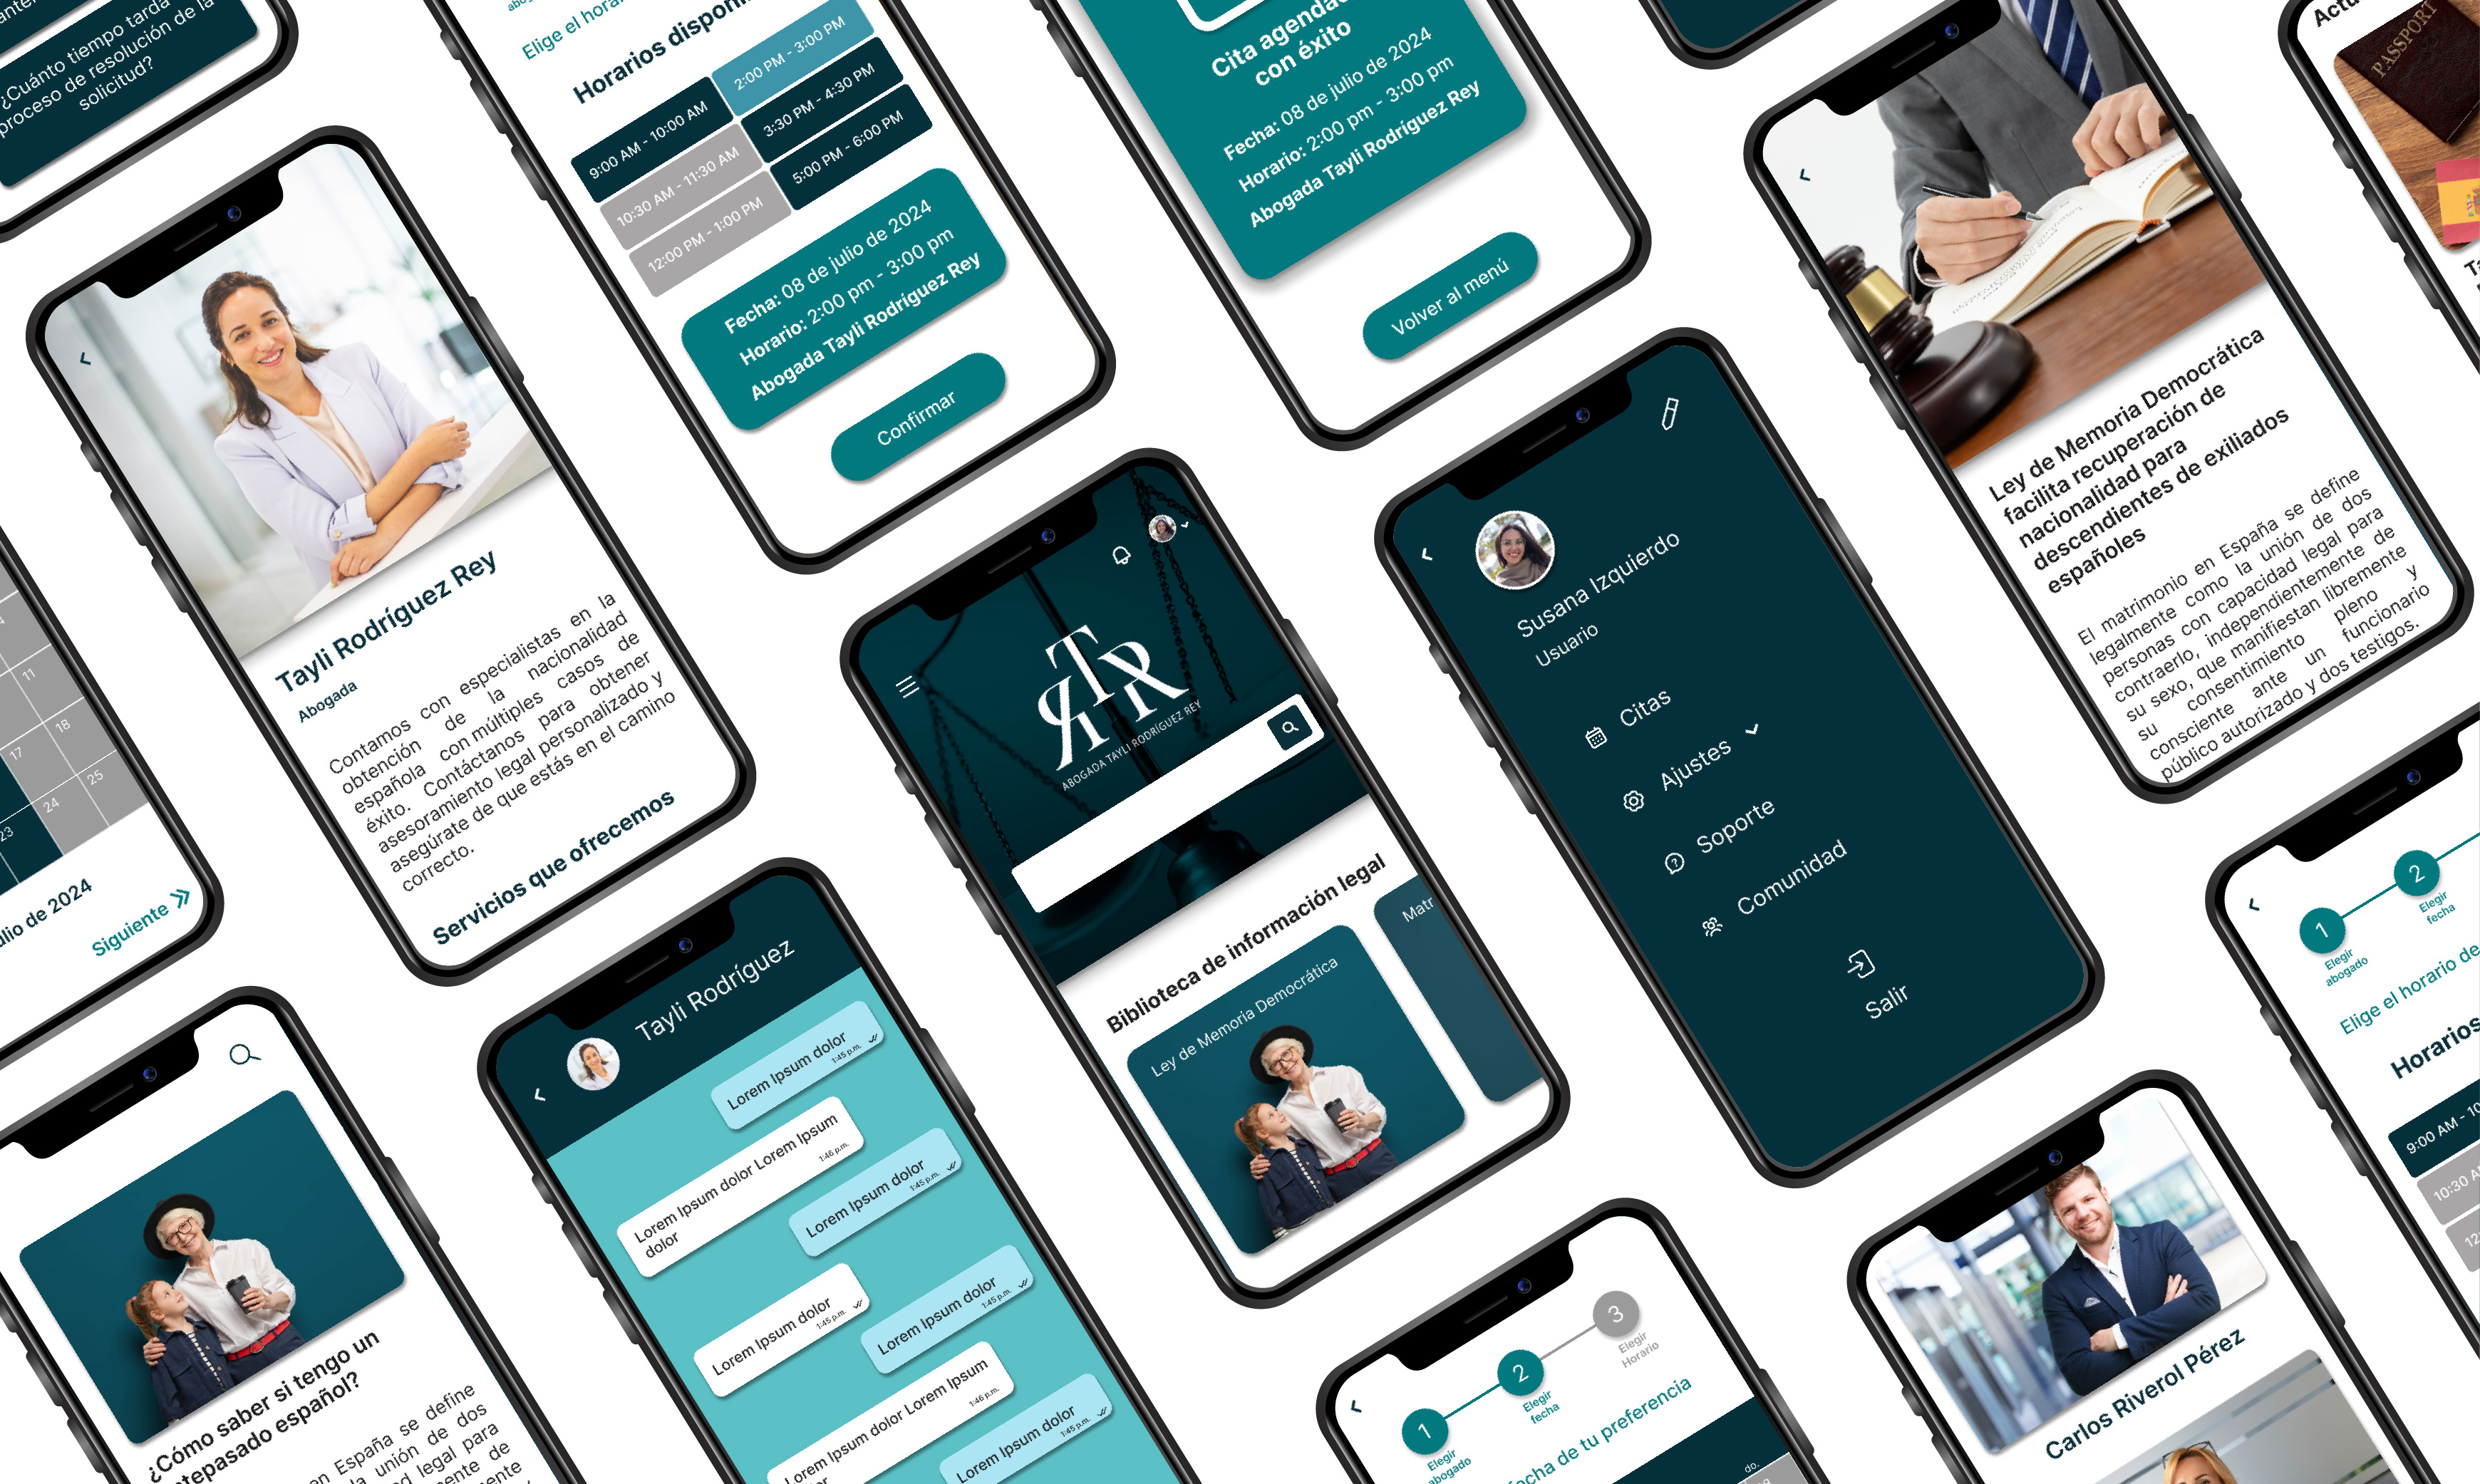 ¿Cuánto tiempo tarda
proceso de resolución de la
solicitud?
Elige el
Horarios
9:00 AM - 10:00 AM
2:00 PM - 3:00 PM
10:30 AM - 11:30 AM
3:30 PM - 4:30 PM
12:00 PM - 1:00 PM
5:00 PM - 6:00 PM
Fecha: 08 de julio de 2024
Horario: 2:00 pm - 3:00 pm
Abogada Tayli Rodríguez Rey
Confirmar
Cita
con éxito
Fecha: 08 de julio de 2024
Horario: 2:00 pm - 3:00 pm
Abogada Tayli Rodríguez Rey
Volver al menú
Ley de Memoria Democrática
facilita recuperación de
nacionalidad para
descendientes de exiliados
españoles
El matrimonio en España se define
legalmente como la unión de dos
personas con capacidad legal para
contraerlo, independientemente de
su sexo, que manifiestan libremente
su consentimiento pleno y
consciente ante un funcionario
público autorizado y dos testigos.
PASSPORT
Tayli Rodríguez Rey
Abogada
Contamos con especialistas en la
obtención de la nacionalidad
española con múltiples casos de
éxito. Contáctanos para obtener
asesoramiento legal personalizado y
asegúrate de que estás en el camino
correcto.
Servicios que ofrecemos
11
17
18
23
24
25
de 2024
Siguiente
RTR
ABOGADA TAYLI RODRÍGUEZ REY
Biblioteca de información legal
Ley de Memoria Democrática
Matr
Susana Izquierdo
Usuario
Citas
Ajustes
Soporte
Comunidad
Salir
1
2
Elegir
abogado
Elegir
fecha
Elige el horario de
Horarios
9:00 AM - 10
10:30
¿Cómo saber si tengo un
español?
en España se define
la unión de dos
legal para
de
Tayli Rodríguez
Lorem Ipsum dolor
1:45 p.m.
Lorem Ipsum dolor Lorem Ipsum
dolor
1:46 p.m.
Lorem Ipsum dolor
1:45 p.m.
Lorem Ipsum dolor
1:45 p.m.
Lorem Ipsum dolor
1:45 p.m.
Lorem Ipsum dolor Lorem Ipsum
1:46 p.m.
Lorem Ipsum dolor
1:45 p.m.
1
2
3
Elegir
abogado
Elegir
fecha
Elegir
Horario
fecha de tu preferencia
do.
Carlos Riverol Pérez